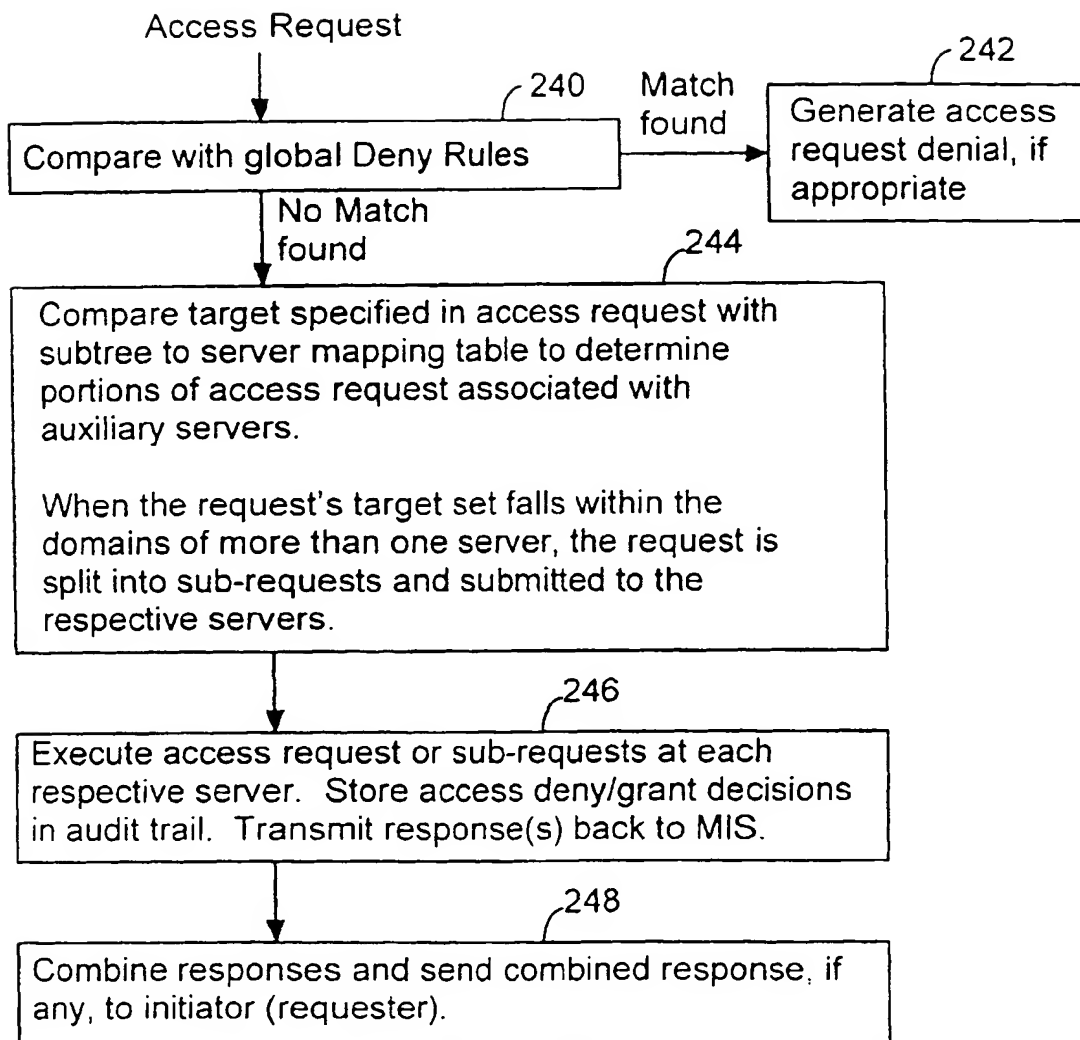 Access Request
240
Compare with global Deny Rules
Match
found
242
Generate access
request denial, if
appropriate
No Match
found
244
Compare target specified in access request with
subtree to server mapping table to determine
portions of access request associated with
auxiliary servers.
When the request's target set falls within the
domains of more than one server, the request is
split into sub-requests and submitted to the
respective servers.
246
Execute access request or sub-requests at each
respective server. Store access deny/grant decisions
in audit trail. Transmit response(s) back to MIS.
248
Combine responses and send combined response, if
any, to initiator (requester).